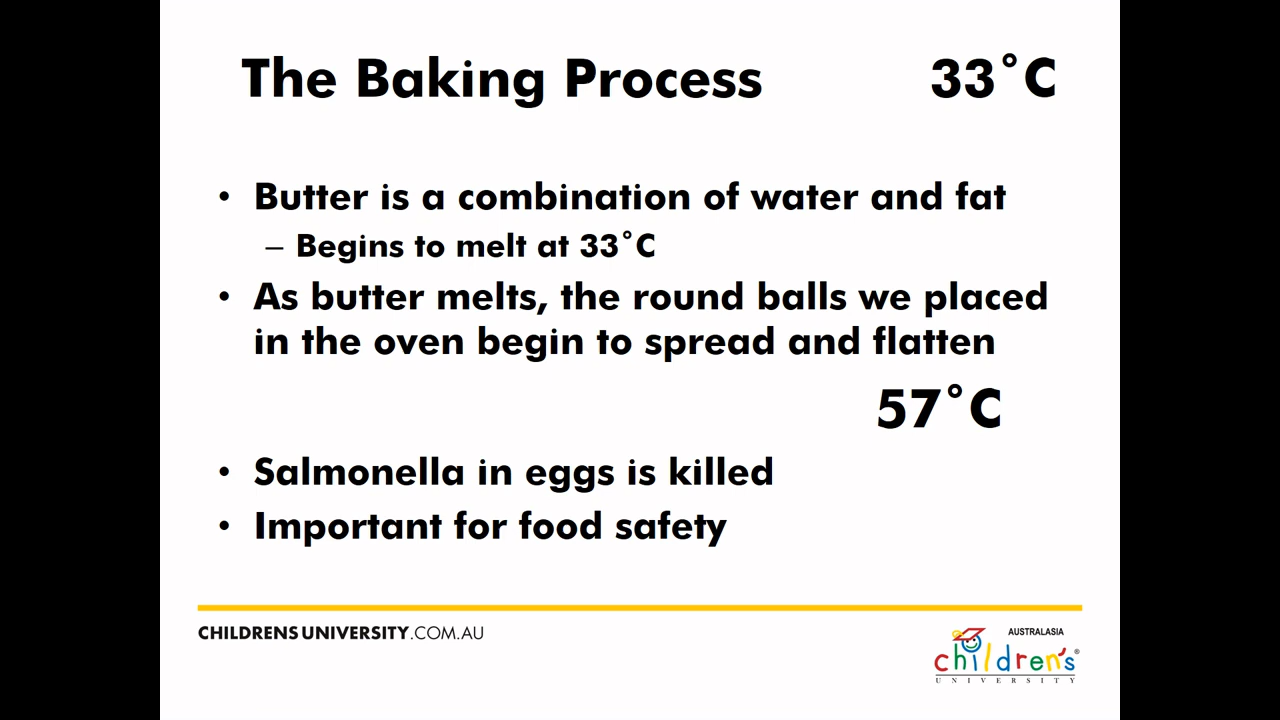 The Baking Process 33˚C
• Butter is a combination of water and fat
– Begins to melt at 33˚C
• As butter melts, the round balls we placed
in the oven begin to spread and flatten
57˚C
• Salmonella in eggs is killed
• Important for food safety
CHILDRENSUNIVERSITY.COM.AU
AUSTRALASIA
children's®
UNIVERSITY